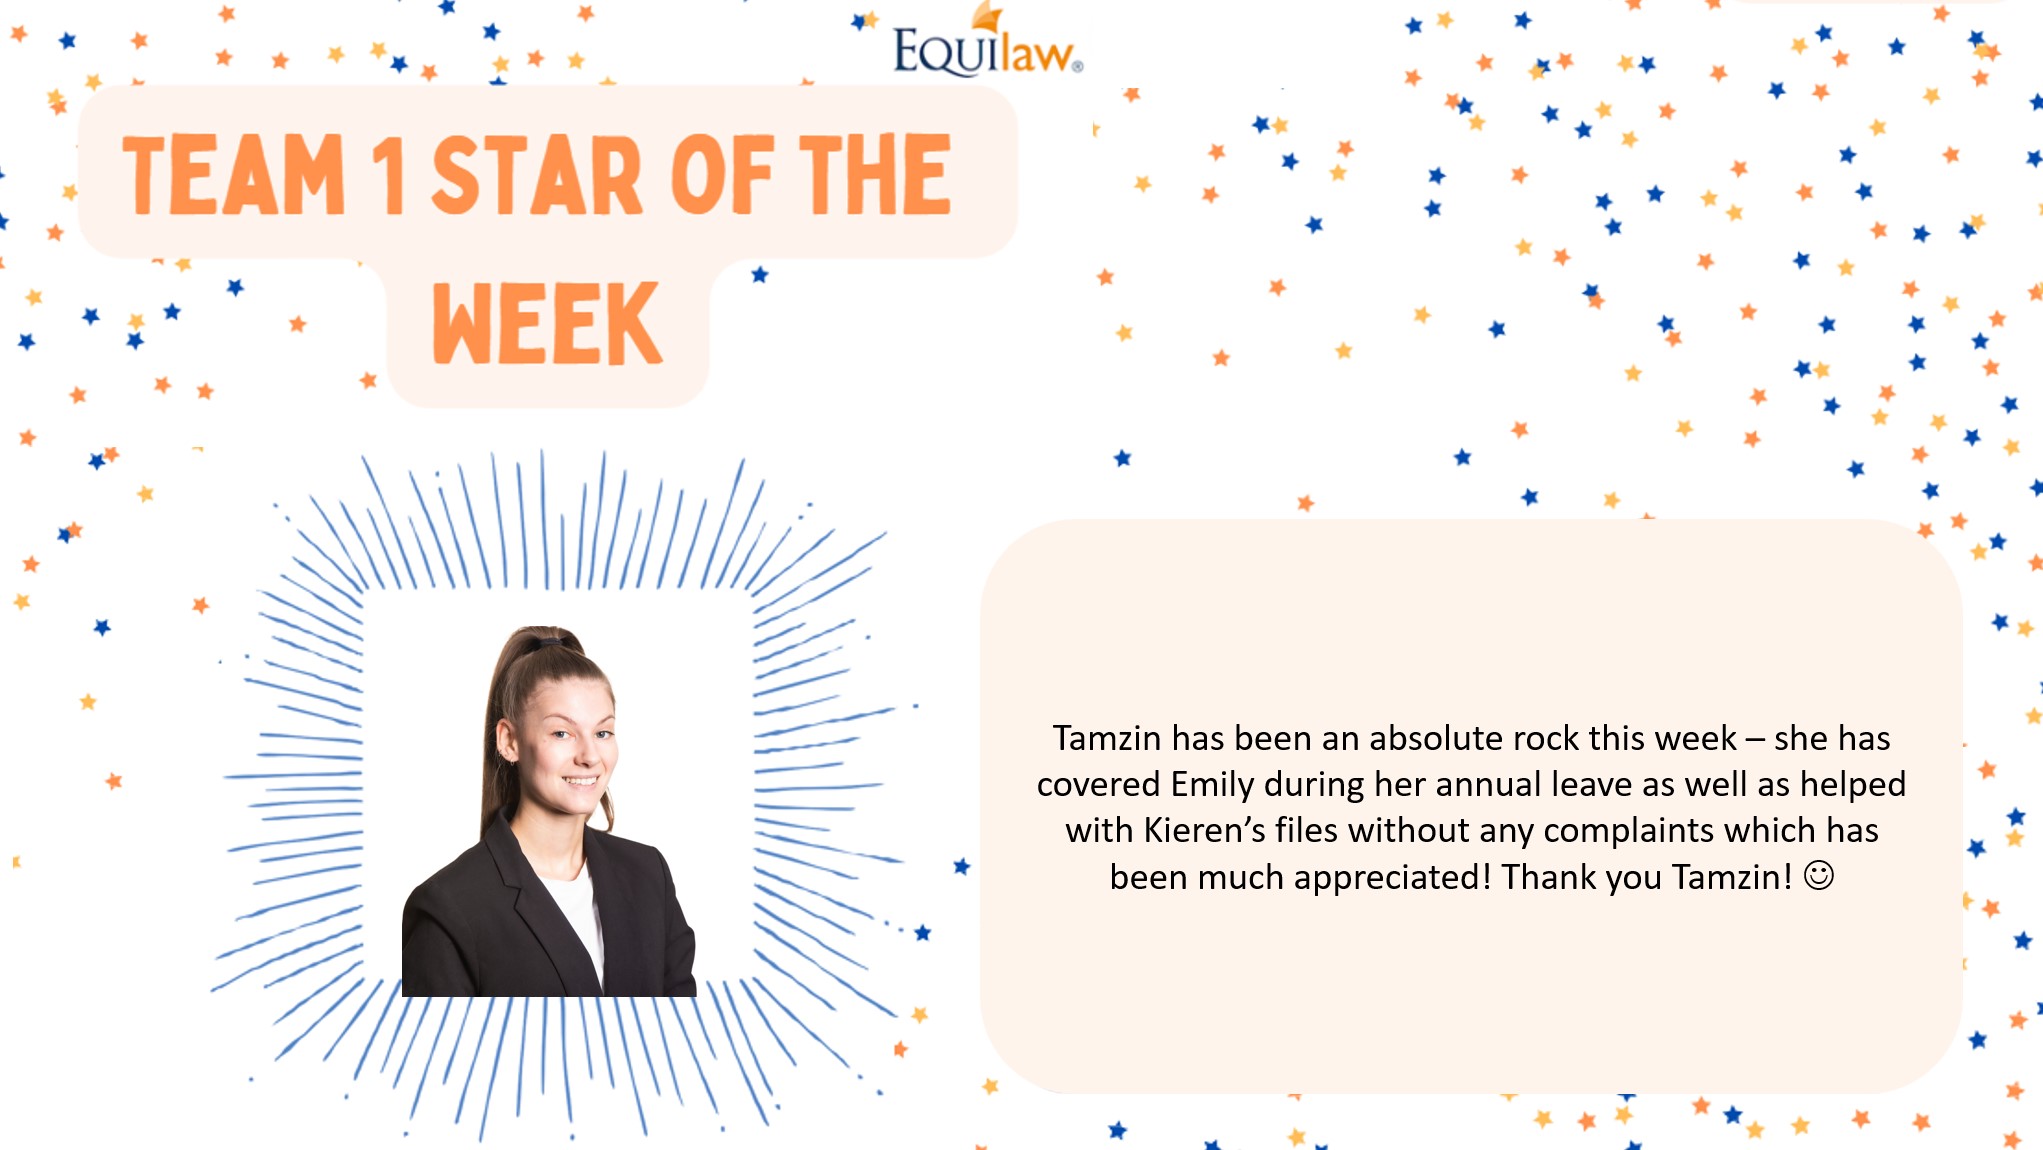 EQUIlaw®
TEAM 1 STAR OF THE
WEEK
Tamzin has been an absolute rock this week – she has
covered Emily during her annual leave as well as helped
with Kieren’s files without any complaints which has
been much appreciated! Thank you Tamzin! ☺